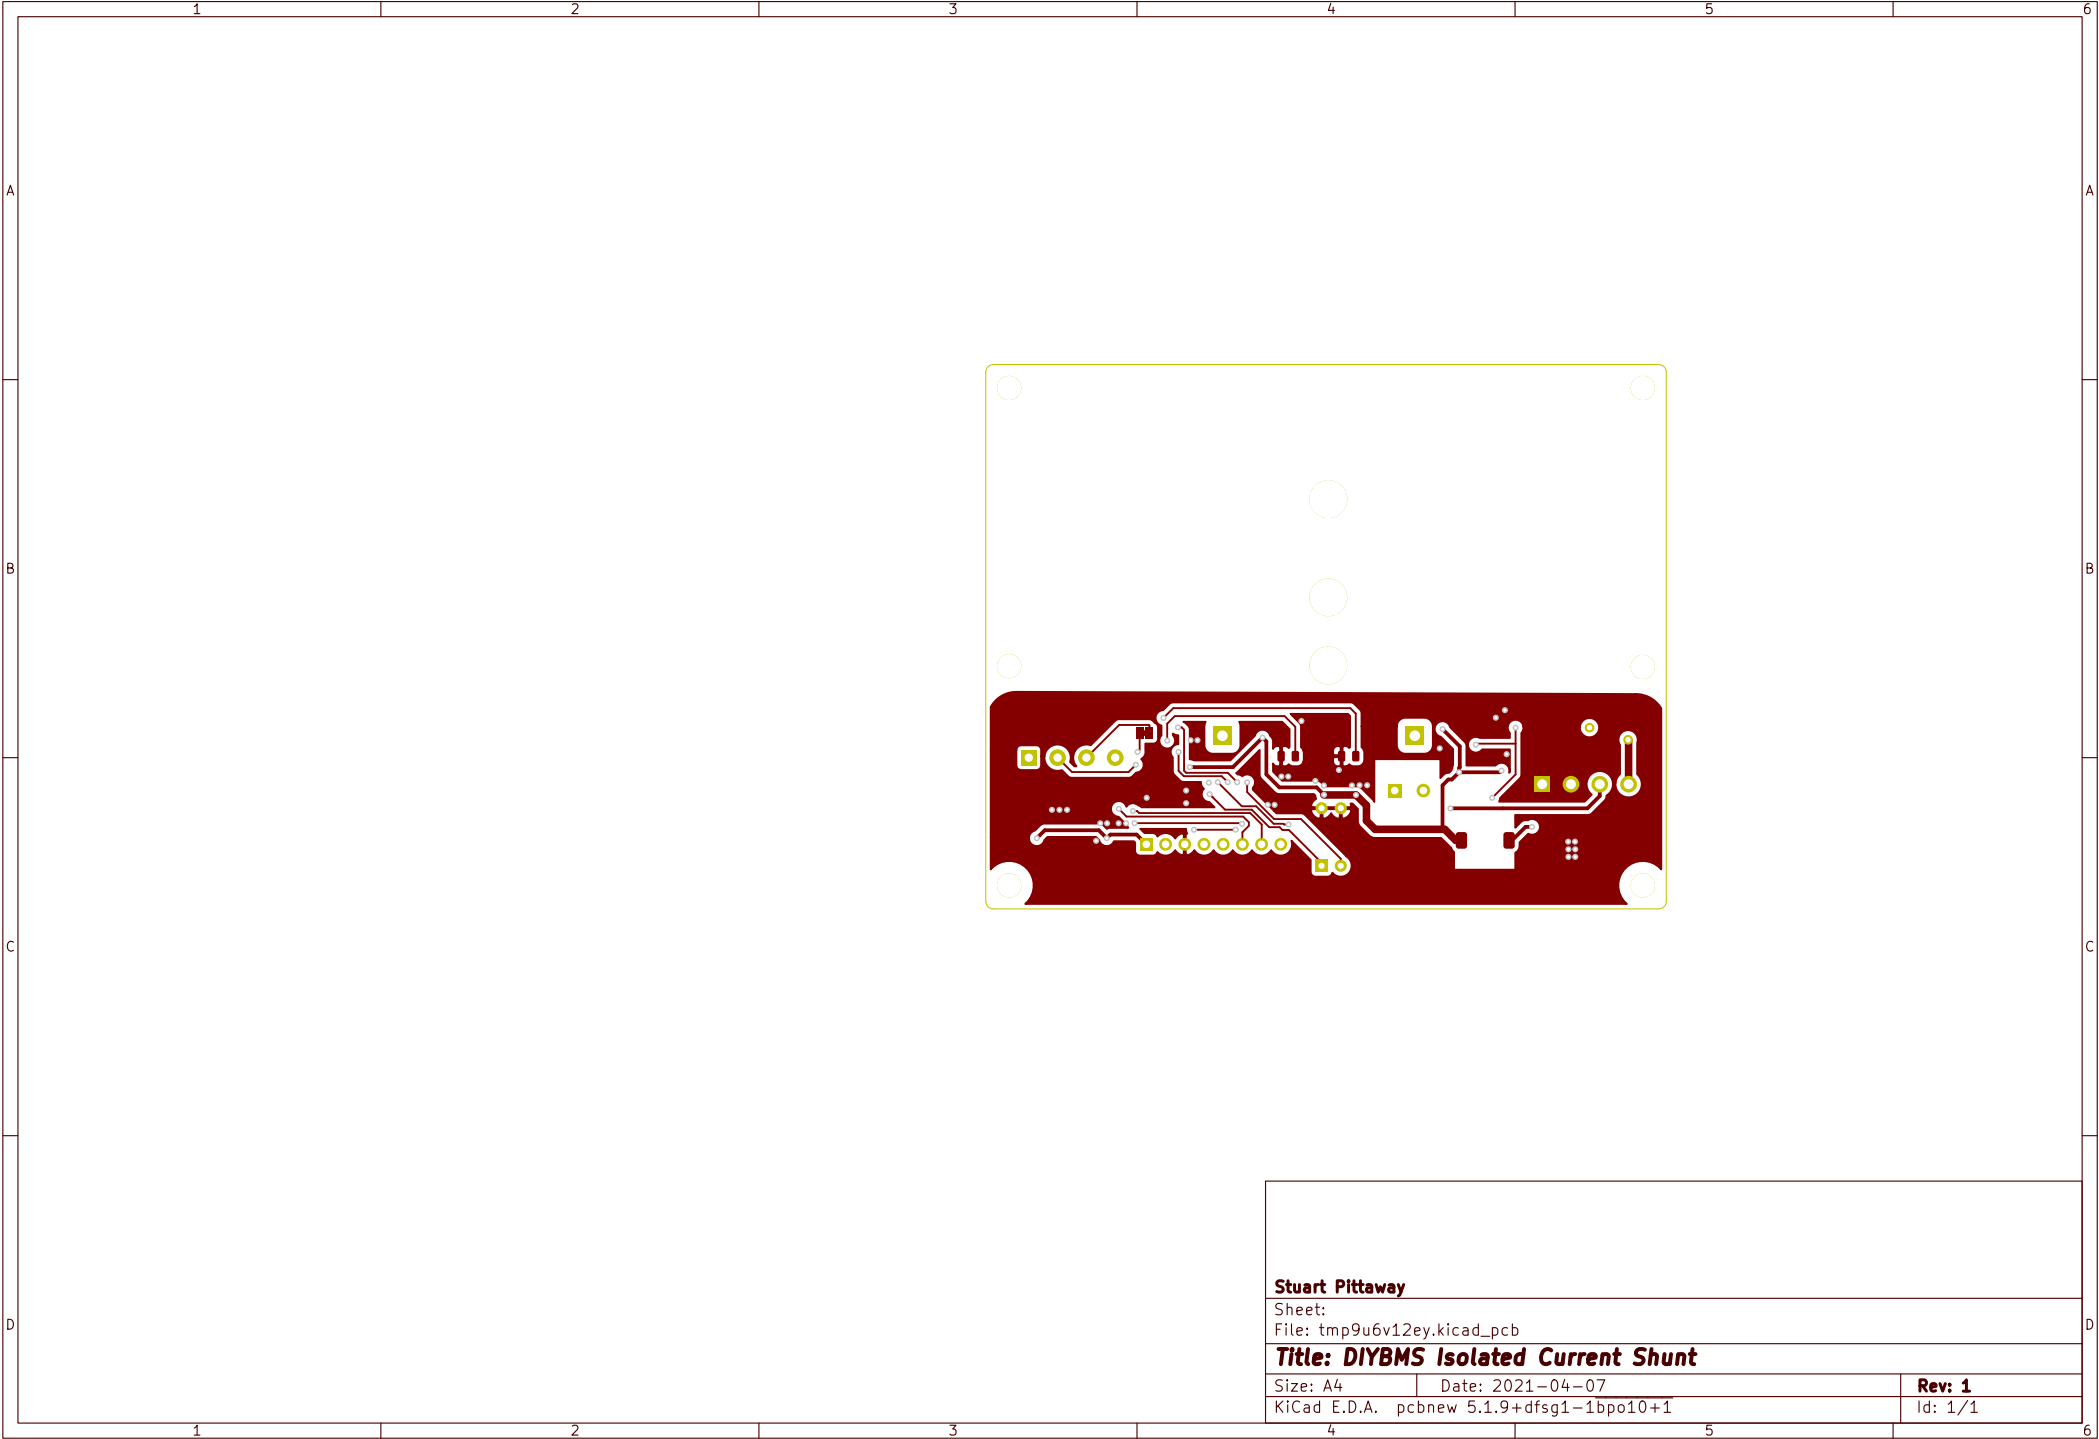 1 2 3 4 5 6
A A
B B
C C
D D
Stuart Pittaway
Sheet:
File: tmp9u6v12ey.kicad_pcb
Title: DIYBMS Isolated Current Shunt
Size: A4 Date: 2021-04-07 Rev: 1
KiCad E.D.A. pcbnew 5.1.9+dfsg1-1bpo10+1 Id: 1/1
1 2 3 4 5 6